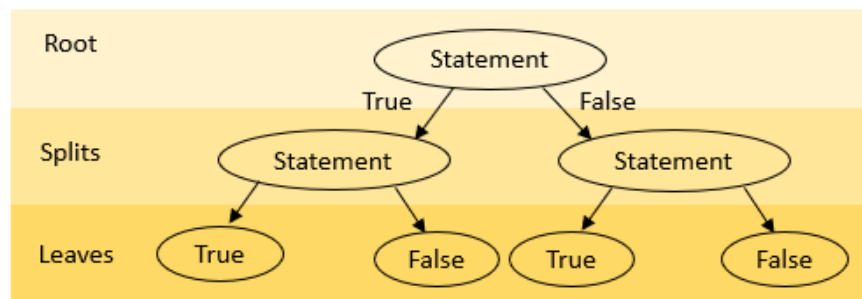 Root
Statement
True
False
Splits
Statement
Statement
Leaves
True
False
True
False